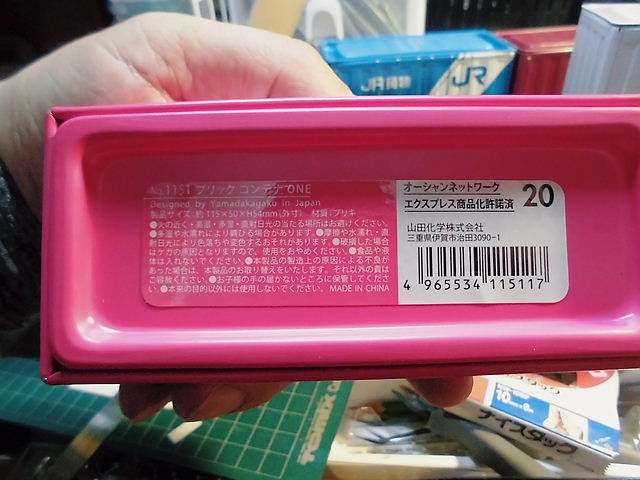 JR貨物
JR
No.1151 ブリック コンテナ ONE
Designed by Yamadakagaku in Japan
製品サイズ:約 115×50×H54mm(外寸) 材質:ブリキ
●火の近く・高温・多湿・直射日光の当たる場所はお避けください。
●多湿や水濡れにより錆びる場合があります。●摩擦や水濡れ・直
射日光により色落ちや変色するおそれがあります。●破損した場合
はケガの原因となりますので、使用をおやめください。●食品や液
体は入れないでください。●本製品の製造上の原因による不良が
あった場合は、本製品のお取り替えをいたします。それ以外の責は
ご容赦ください。●お子様の手の届かないところに保管してくださ
い。●本来の目的以外には使用しないでください。 MADE IN CHINA
オーシャンネットワーク
エクスプレス商品化許諾済
20
山田化学株式会社
三重県伊賀市治田3090-1
4 965534 115117
TOMIX
ナイスタック